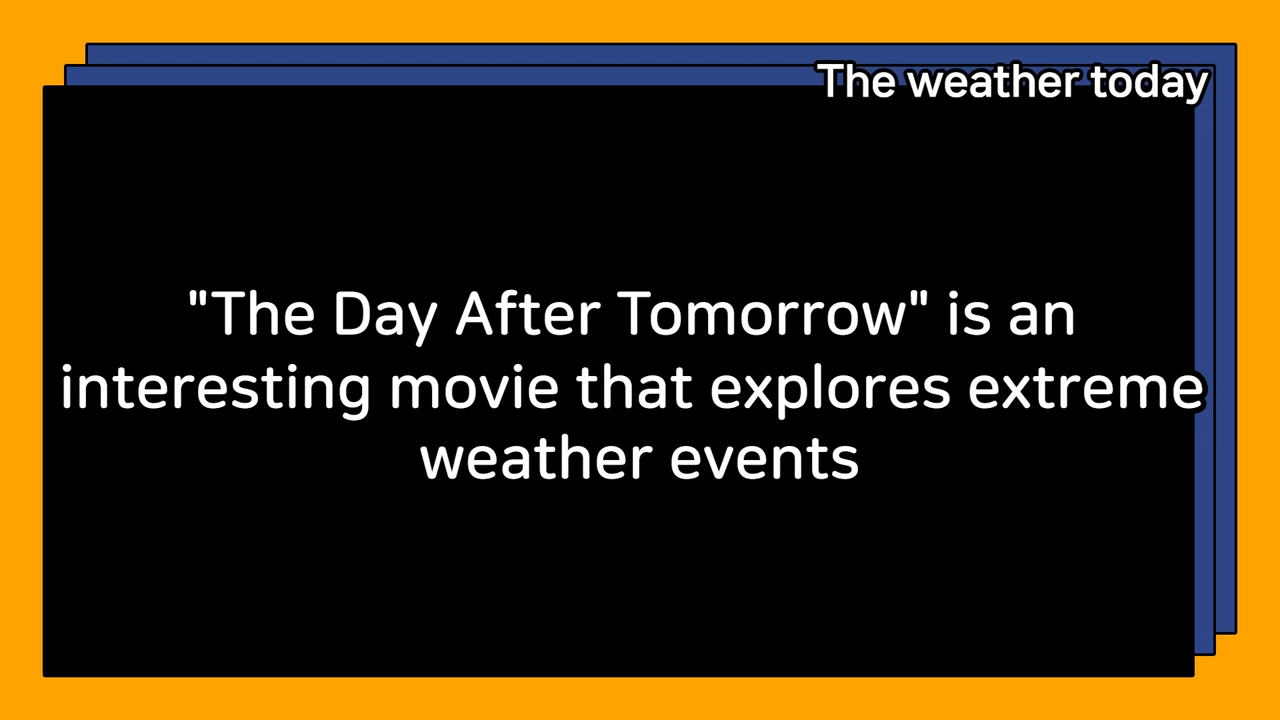 The weather today
"The Day After Tomorrow" is an
interesting movie that explores extreme
weather events